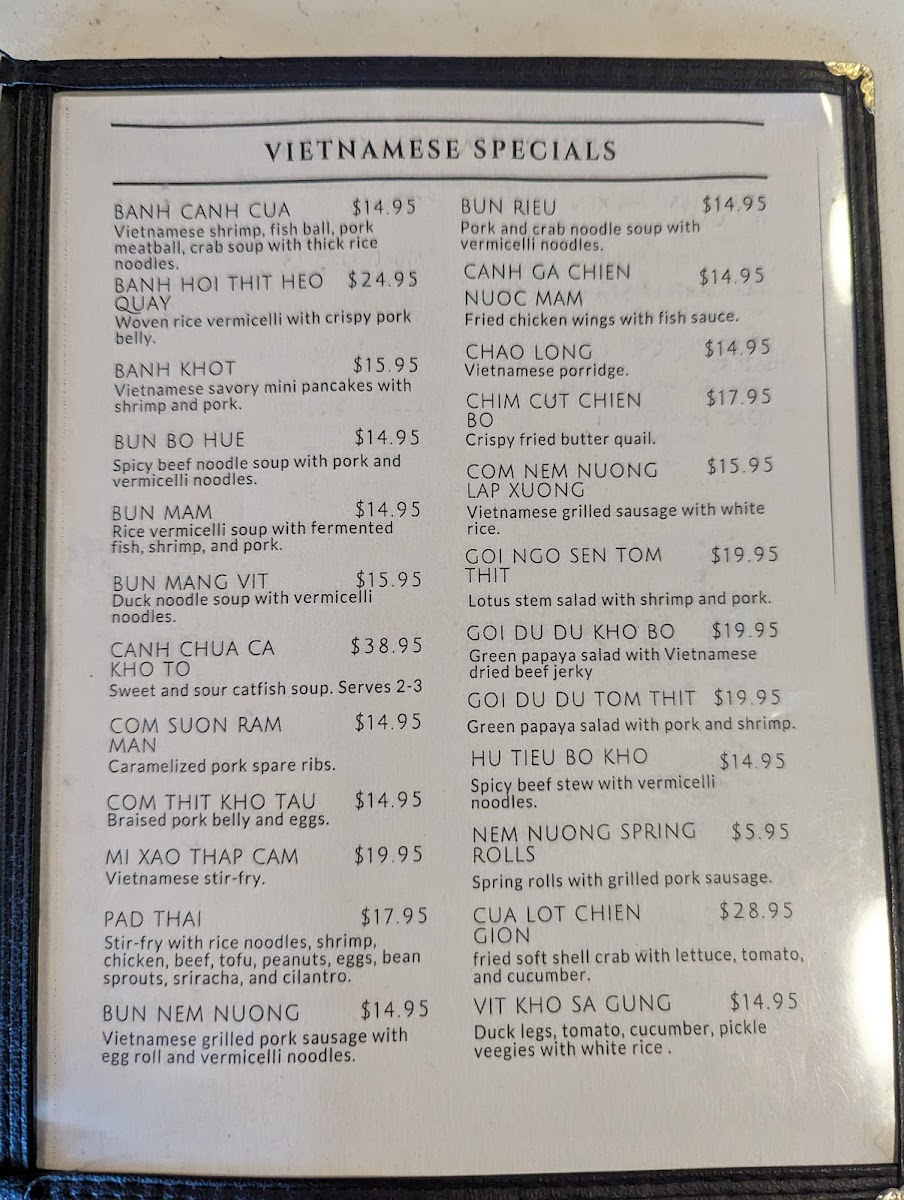 VIETNAMESE SPECIALS
BANH CANH CUA $14.95
Vietnamese shrimp, fish ball, pork
meatball, crab soup with thick rice
noodles.
BANH HOI THIT HEO $24.95
QUAY
Woven rice vermicelli with crispy pork
belly.
BANH KHOT $15.95
Vietnamese savory mini pancakes with
shrimp and pork.
BUN BO HUE $14.95
Spicy beef noodle soup with pork and
vermicelli noodles.
BUN MAM $14.95
Rice vermicelli soup with fermented
fish, shrimp, and pork.
BUN MANG VIT $15.95
Duck noodle soup with vermicelli
noodles.
CANH CHUA CA $38.95
KHO TO
Sweet and sour catfish soup. Serves 2-3
COM SUON RAM $14.95
MAN
Caramelized pork spare ribs.
COM THIT KHO TAU $14.95
Braised pork belly and eggs.
MI XAO THAP CAM $19.95
Vietnamese stir-fry.
PAD THAI $17.95
Stir-fry with rice noodles, shrimp,
chicken, beef, tofu, peanuts, eggs, bean
sprouts, sriracha, and cilantro.
BUN NEM NUONG $14.95
Vietnamese grilled pork sausage with
egg roll and vermicelli noodles.
BUN RIEU $14.95
Pork and crab noodle soup with
vermicelli noodles.
CANH GA CHIEN $14.95
NUOC MAM
Fried chicken wings with fish sauce.
CHAO LONG $14.95
Vietnamese porridge.
CHIM CUT CHIEN $17.95
BO
Crispy fried butter quail.
COM NEM NUONG $15.95
LAP XUONG
Vietnamese grilled sausage with white
rice.
GOI NGO SEN TOM $19.95
THIT
Lotus stem salad with shrimp and pork.
GOI DU DU KHO BO $19.95
Green papaya salad with Vietnamese
dried beef jerky
GOI DU DU TOM THIT $19.95
Green papaya salad with pork and shrimp.
HU TIEU BO KHO $14.95
Spicy beef stew with vermicelli
noodles.
NEM NUONG SPRING $5.95
ROLLS
Spring rolls with grilled pork sausage.
CUA LOT CHIEN $28.95
GION
fried soft shell crab with lettuce, tomato,
and cucumber.
VIT KHO SA GUNG $14.95
Duck legs, tomato, cucumber, pickle
veegies with white rice .